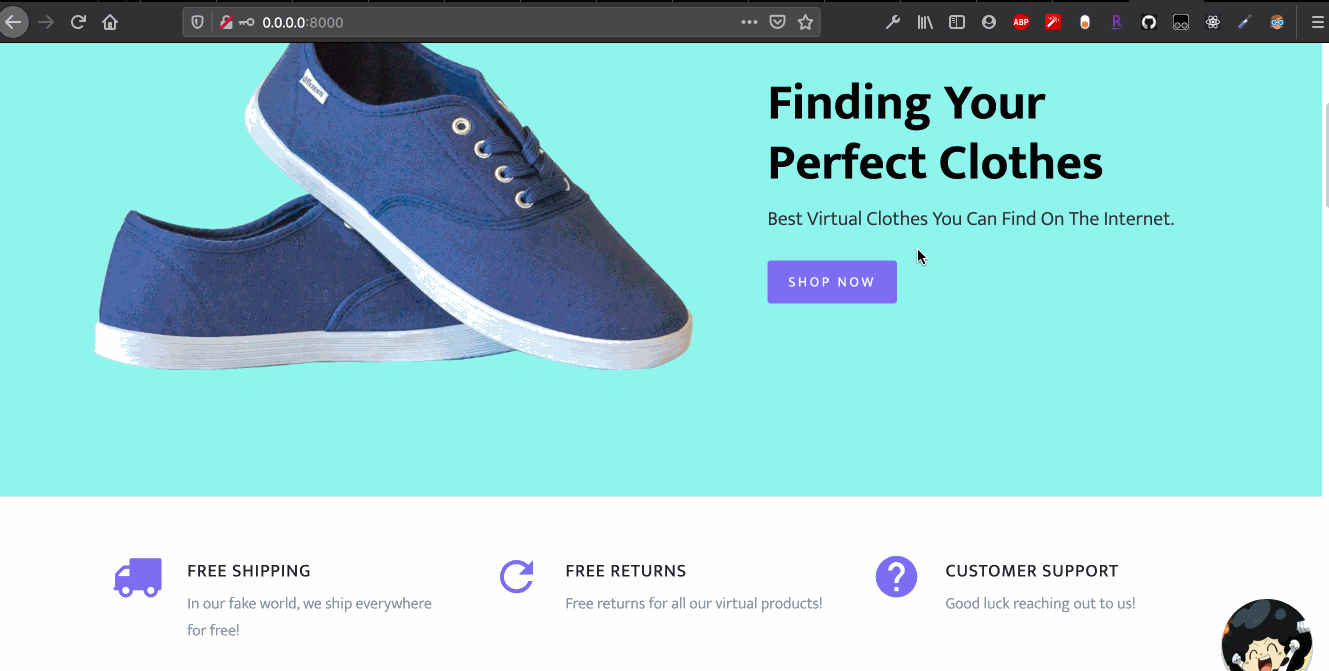 0.0.0.0:8000
ABP
Finding Your
Perfect Clothes
Best Virtual Clothes You Can Find On The Internet.
SHOP NOW
FREE SHIPPING
In our fake world, we ship everywhere
for free!
FREE RETURNS
Free returns for all our virtual products!
CUSTOMER SUPPORT
Good luck reaching out to us!